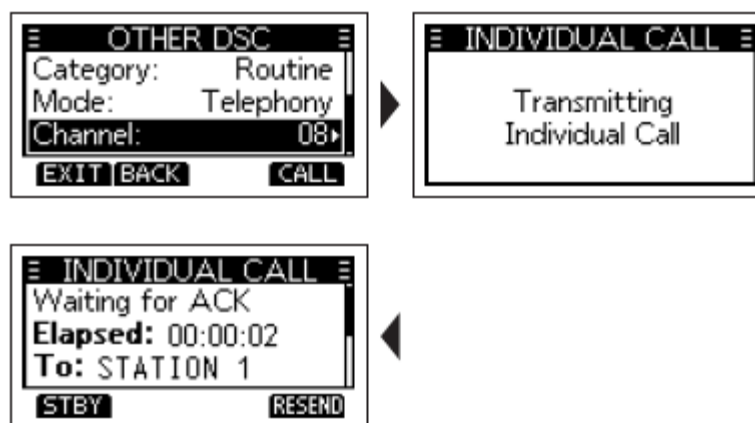 OTHER DSC
Category: Routine
Mode: Telephony
Channel: 08
EXIT BACK CALL
INDIVIDUAL CALL
Transmitting
Individual Call
INDIVIDUAL CALL
Waiting for ACK
Elapsed: 00:00:02
To: STATION 1
STBY RESEND